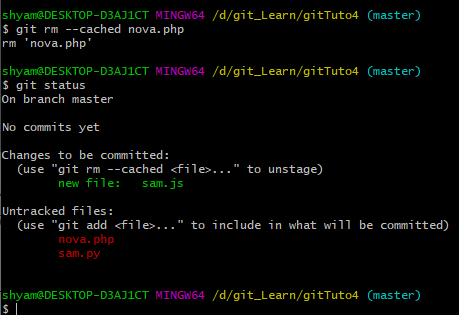 shyam@DESKTOP-D3AJ1CT MINGW64 /d/git_Learn/gitTuto4 (master)
$ git rm --cached nova.php
rm 'nova.php'
shyam@DESKTOP-D3AJ1CT MINGW64 /d/git_Learn/gitTuto4 (master)
$ git status
On branch master
No commits yet
Changes to be committed:
  (use "git rm --cached <file>..." to unstage)
        new file:   sam.js
Untracked files:
  (use "git add <file>..." to include in what will be committed)
        nova.php
        sam.py
shyam@DESKTOP-D3AJ1CT MINGW64 /d/git_Learn/gitTuto4 (master)
$